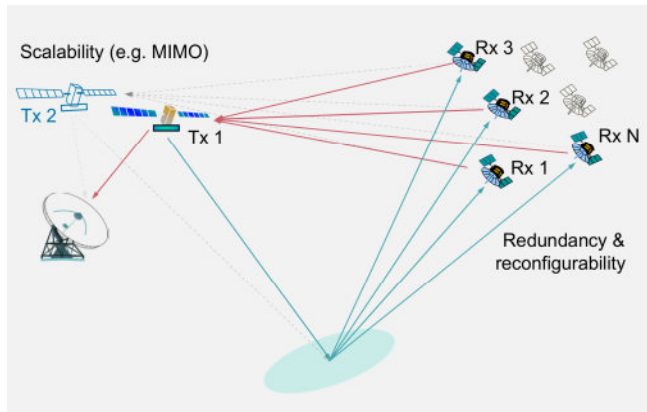 Scalability (e.g. MIMO)
Tx 2
Tx 1
Rx 3
Rx 2
Rx N
Rx 1
Redundancy &
reconfigurability